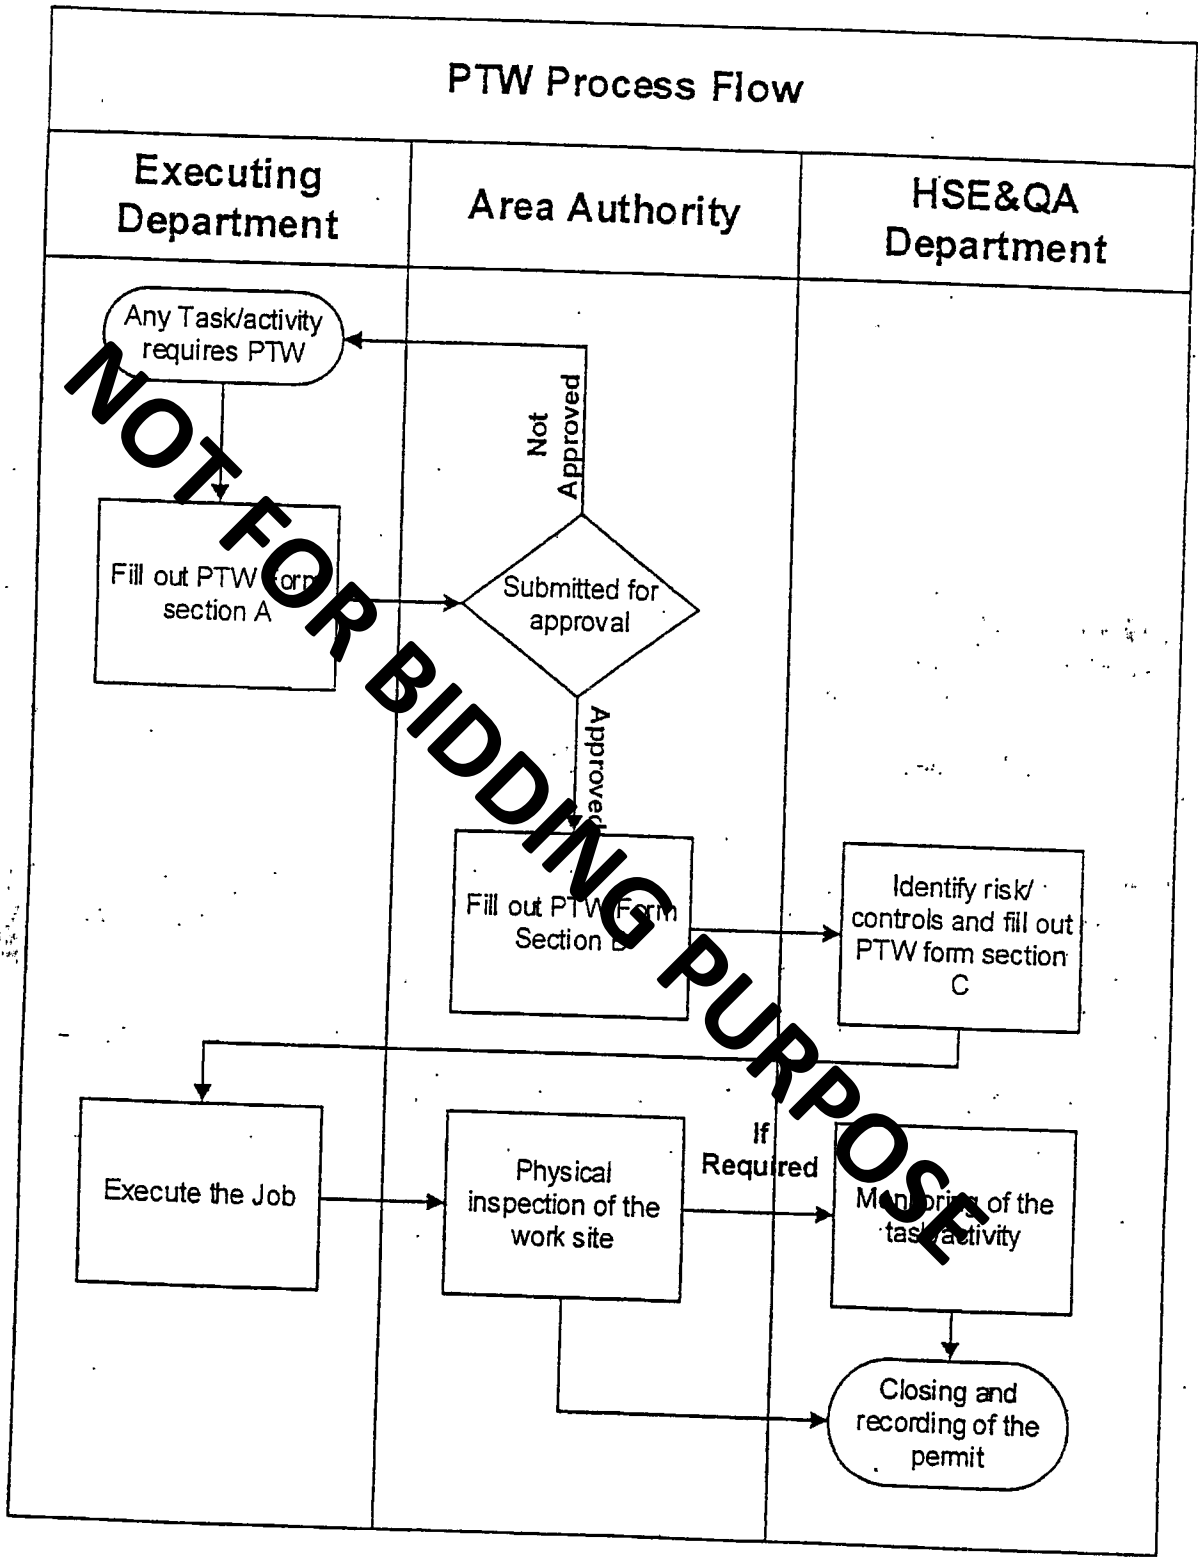 PTW Process Flow
Executing
Department
Area Authority
HSE&QA
Department
Any Task/activity
requires PTW
Not
Approved
Fill out PTW Form
section A
Submitted for
approval
Approved
Fill out PTW Form
Section B
Identify risk/
controls and fill out
PTW form section
C
Execute the Job
Physical
inspection of the
work site
If
Required
Monitoring of the
task/activity
Closing and
recording of the
permit
NOT FOR BIDDING PURPOSE